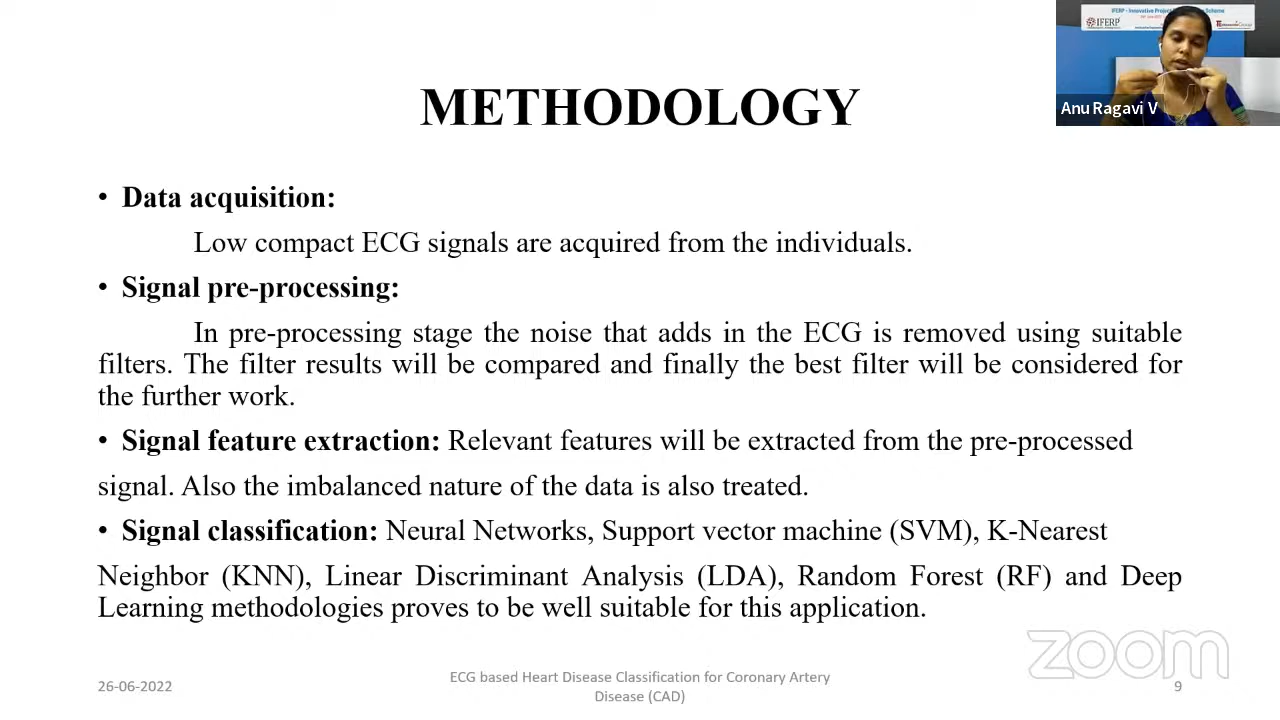 IFERP - Innovative Project
Scheme
IFERP
METHODOLOGY
Anu Ragavi V
• Data acquisition:
Low compact ECG signals are acquired from the individuals.
• Signal pre-processing:
In pre-processing stage the noise that adds in the ECG is removed using suitable
filters. The filter results will be compared and finally the best filter will be considered for
the further work.
• Signal feature extraction: Relevant features will be extracted from the pre-processed
signal. Also the imbalanced nature of the data is also treated.
• Signal classification: Neural Networks, Support vector machine (SVM), K-Nearest
Neighbor (KNN), Linear Discriminant Analysis (LDA), Random Forest (RF) and Deep
Learning methodologies proves to be well suitable for this application.
zoom
26-06-2022
ECG based Heart Disease Classification for Coronary Artery
Disease (CAD)
9